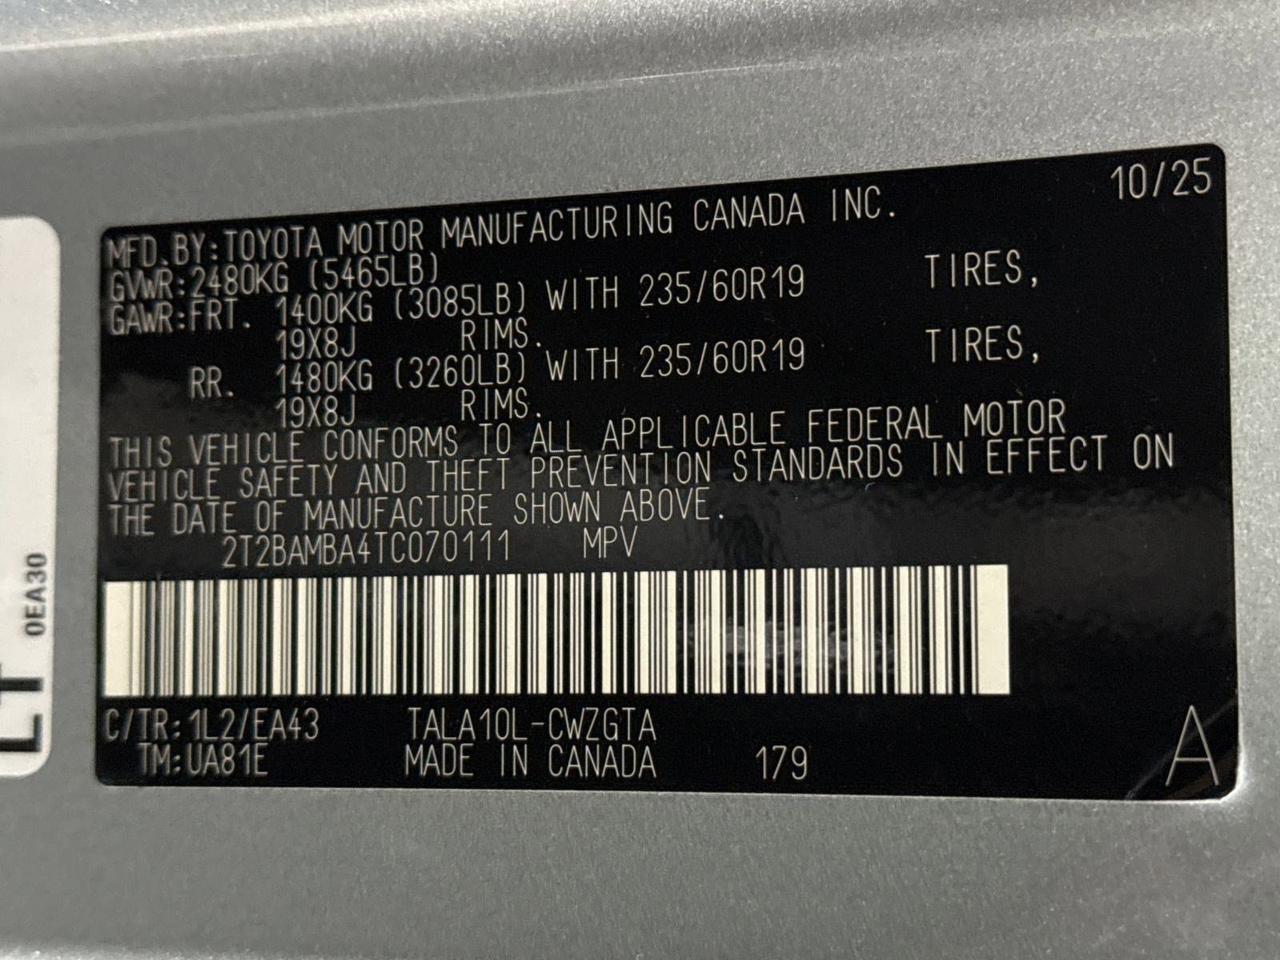 10/25
MFD.BY:TOYOTA MOTOR MANUFACTURING CANADA INC.
GVWR:2480KG (5465LB)
GAWR:FRT. 1400KG (3085LB) WITH 235/60R19 TIRES,
19X8J RIMS.
RR. 1480KG (3260LB) WITH 235/60R19 TIRES,
19X8J RIMS.
THIS VEHICLE CONFORMS TO ALL APPLICABLE FEDERAL MOTOR
VEHICLE SAFETY AND THEFT PREVENTION STANDARDS IN EFFECT ON
THE DATE OF MANUFACTURE SHOWN ABOVE.
2T2BAMBA4TC070111 MPV
C/TR:1L2/EA43 TALA10L-CWZGTA
TM:UA81E MADE IN CANADA 179 A
0EA30